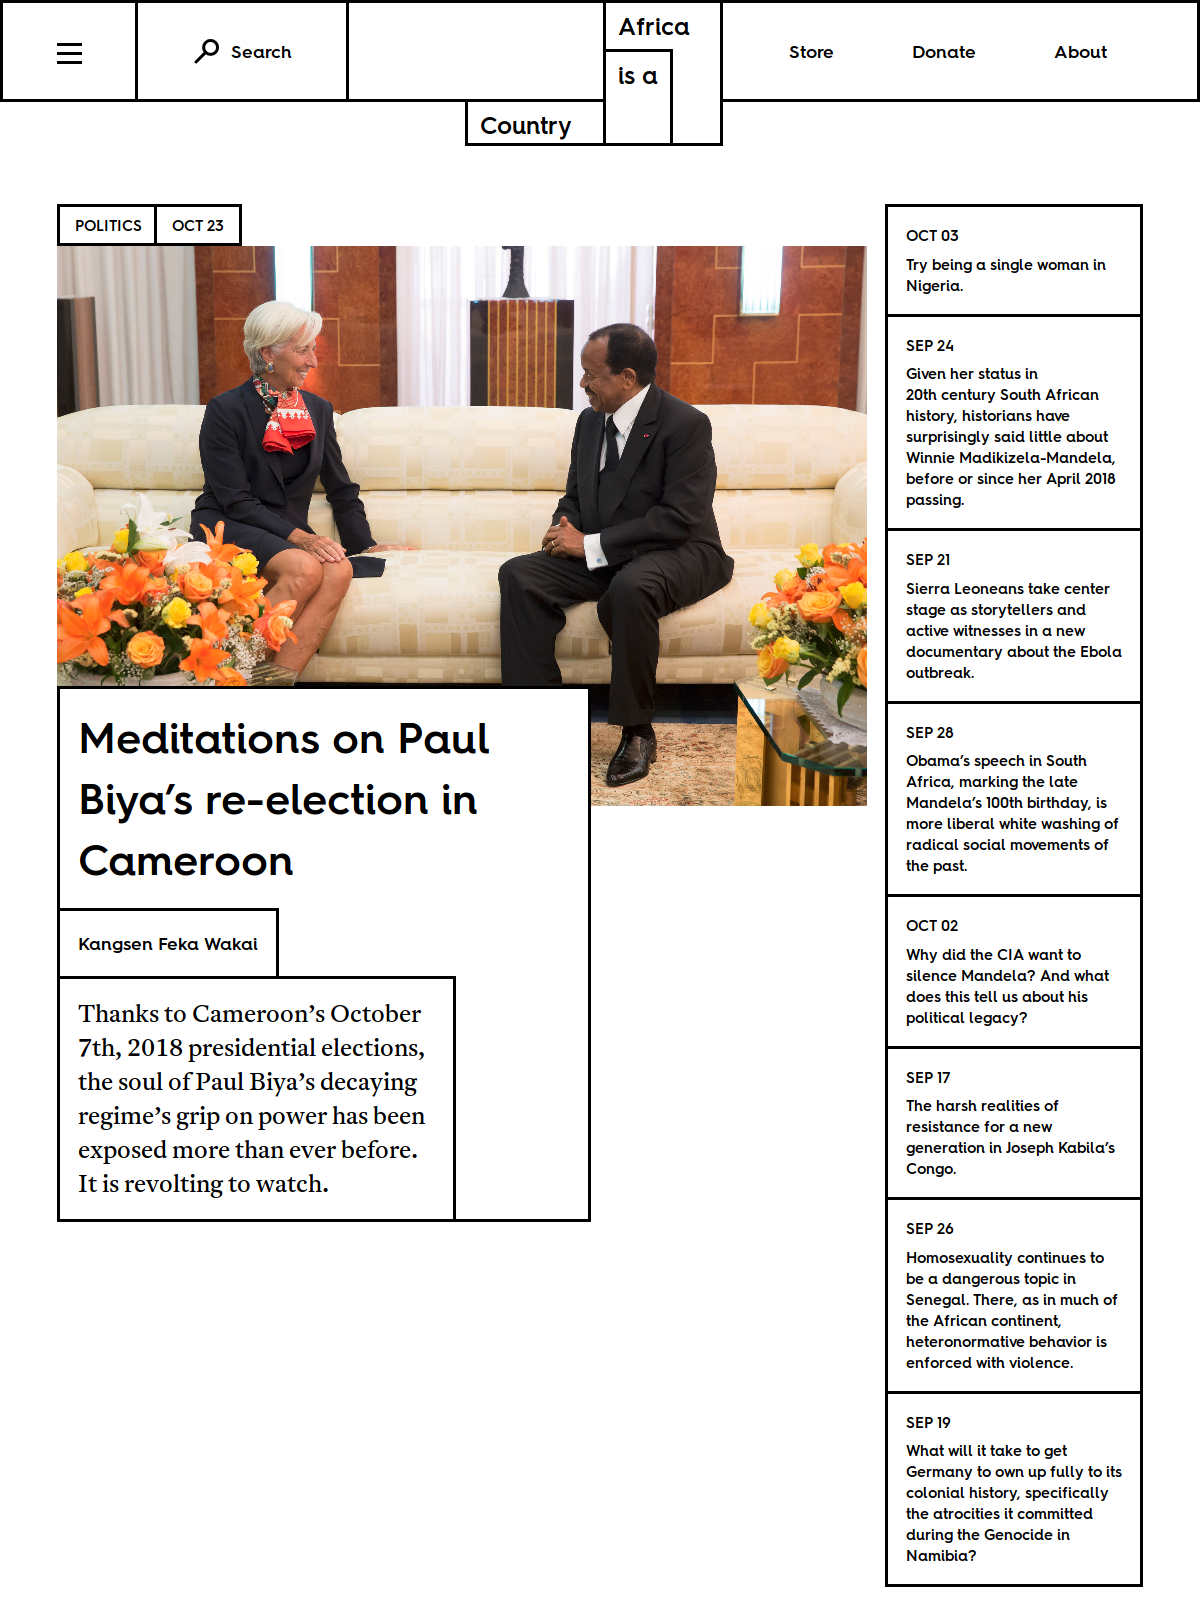 Search
Africa
is a
Country
Store
Donate
About
POLITICS
OCT 23
Meditations on Paul
Biya’s re-election in
Cameroon
Kangsen Feka Wakai
Thanks to Cameroon’s October
7th, 2018 presidential elections,
the soul of Paul Biya’s decaying
regime’s grip on power has been
exposed more than ever before.
It is revolting to watch.
OCT 03
Try being a single woman in
Nigeria.
SEP 24
Given her status in
20th century South African
history, historians have
surprisingly said little about
Winnie Madikizela-Mandela,
before or since her April 2018
passing.
SEP 21
Sierra Leoneans take center
stage as storytellers and
active witnesses in a new
documentary about the Ebola
outbreak.
SEP 28
Obama’s speech in South
Africa, marking the late
Mandela’s 100th birthday, is
more liberal white washing of
radical social movements of
the past.
OCT 02
Why did the CIA want to
silence Mandela? And what
does this tell us about his
political legacy?
SEP 17
The harsh realities of
resistance for a new
generation in Joseph Kabila’s
Congo.
SEP 26
Homosexuality continues to
be a dangerous topic in
Senegal. There, as in much of
the African continent,
heteronormative behavior is
enforced with violence.
SEP 19
What will it take to get
Germany to own up fully to its
colonial history, specifically
the atrocities it committed
during the Genocide in
Namibia?